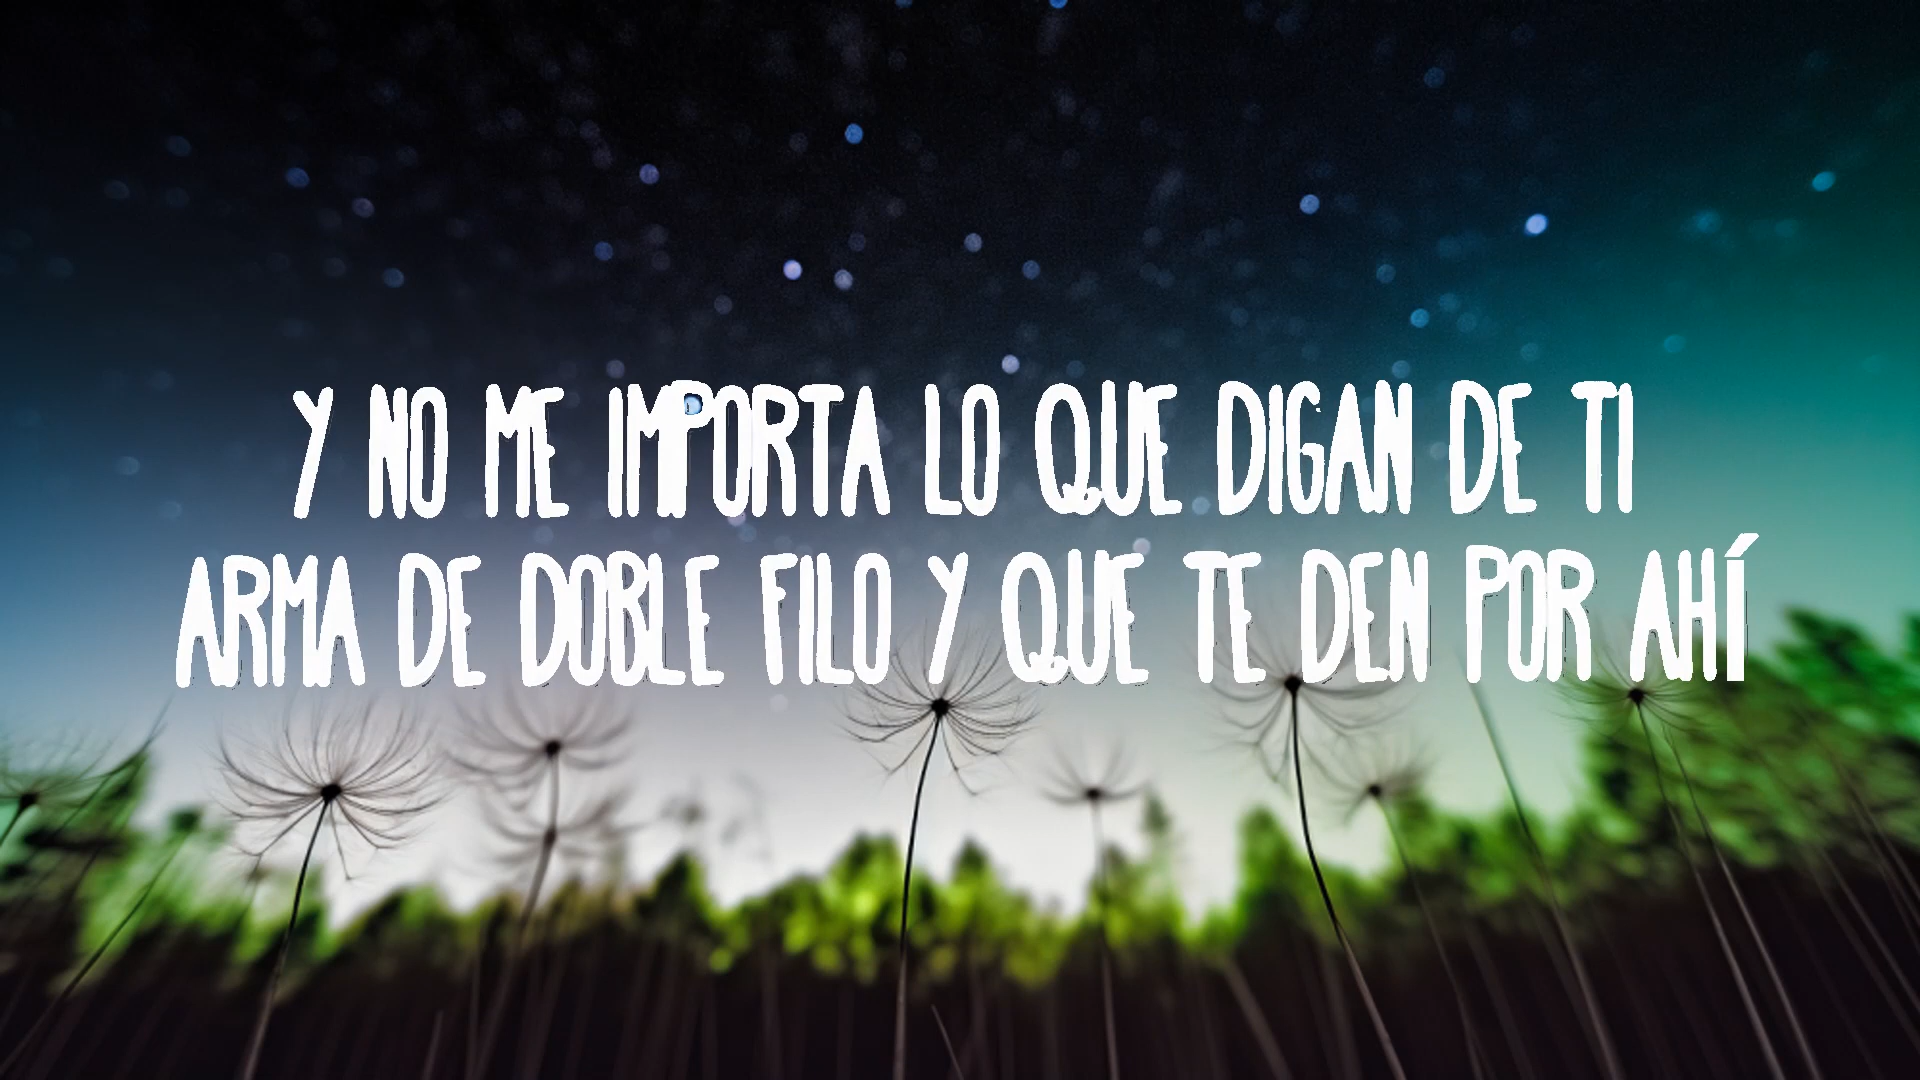 Y NO ME IMPORTA LO QUE DIGAN DE TI
ARMA DE DOBLE FILO Y QUE TE DEN POR AHÍ